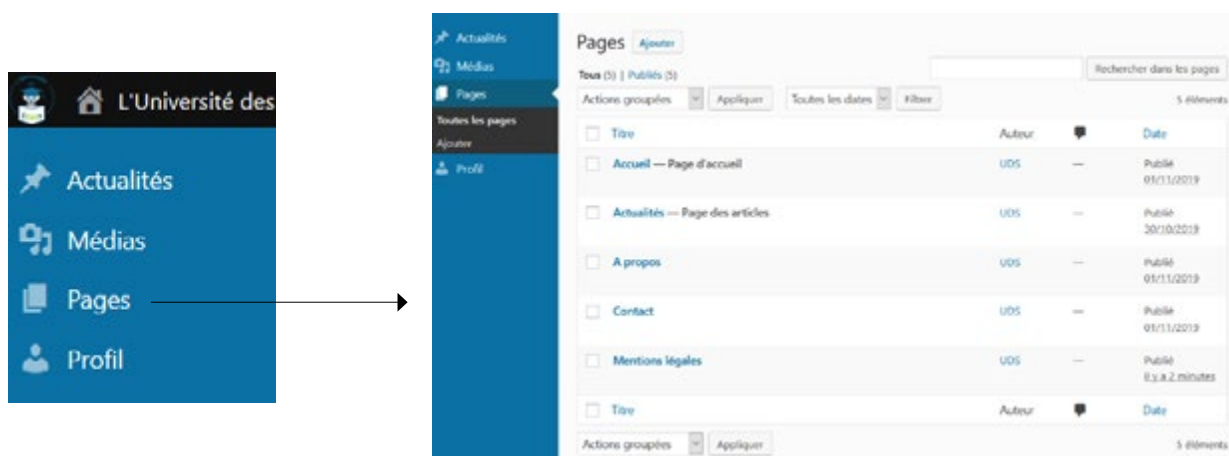 L'Université des
Actualités
Médias
Pages
Profil
Actualités
Médias
Pages
Toutes les pages
Ajouter
Profil
Pages Ajouter
Tous (5) | Publiés (5)
Rechercher dans les pages
Actions groupées Appliquer Toutes les dates Filtrer 5 éléments
Titre Auteur Date
Accueil — Page d'accueil UDS — Publié
01/11/2019
Actualités — Page des articles UDS — Publié
30/10/2019
A propos UDS — Publié
01/11/2019
Contact UDS — Publié
01/11/2019
Mentions légales UDS — Publié
Il y a 2 minutes
Titre Auteur Date
Actions groupées Appliquer 5 éléments